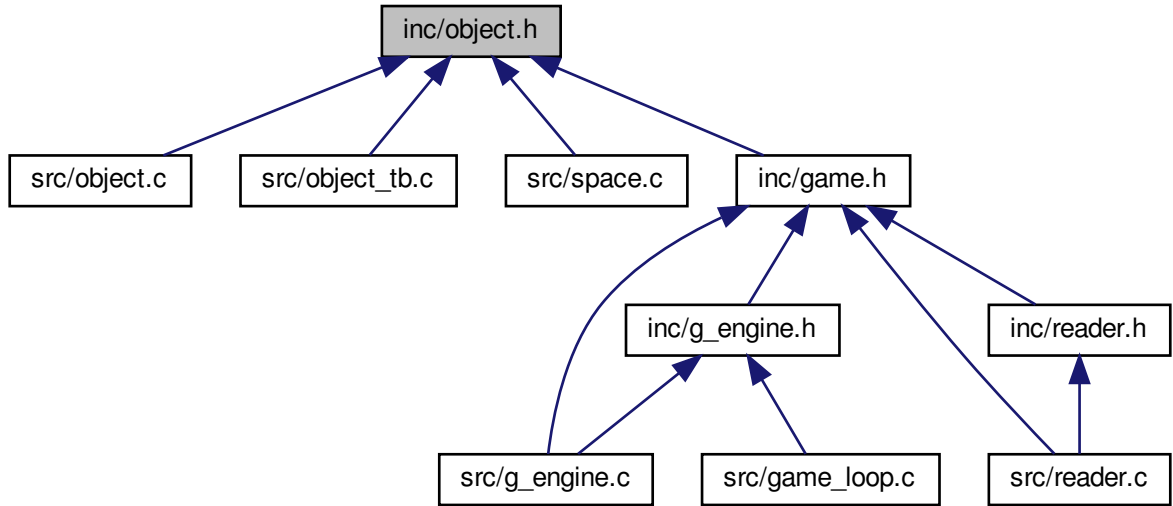 inc/object.h
src/object.c
src/object_tb.c
src/space.c
inc/game.h
inc/g_engine.h
inc/reader.h
src/g_engine.c
src/game_loop.c
src/reader.c